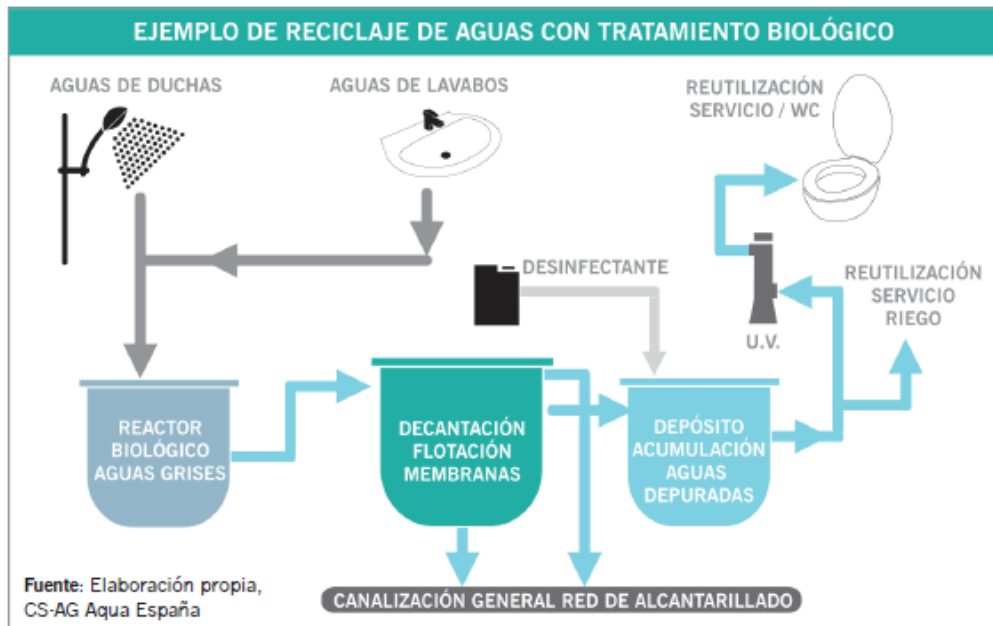 EJEMPLO DE RECICLAJE DE AGUAS CON TRATAMIENTO BIOLÓGICO
AGUAS DE DUCHAS
AGUAS DE LAVABOS
REUTILIZACIÓN
SERVICIO / WC
DESINFECTANTE
U.V.
REUTILIZACIÓN
SERVICIO
RIEGO
REACTOR
BIOLÓGICO
AGUAS GRISES
DECANTACIÓN
FLOTACIÓN
MEMBRANAS
DEPÓSITO
ACUMULACIÓN
AGUAS
DEPURADAS
Fuente: Elaboración propia,
CS-AG Aqua España
CANALIZACIÓN GENERAL RED DE ALCANTARILLADO